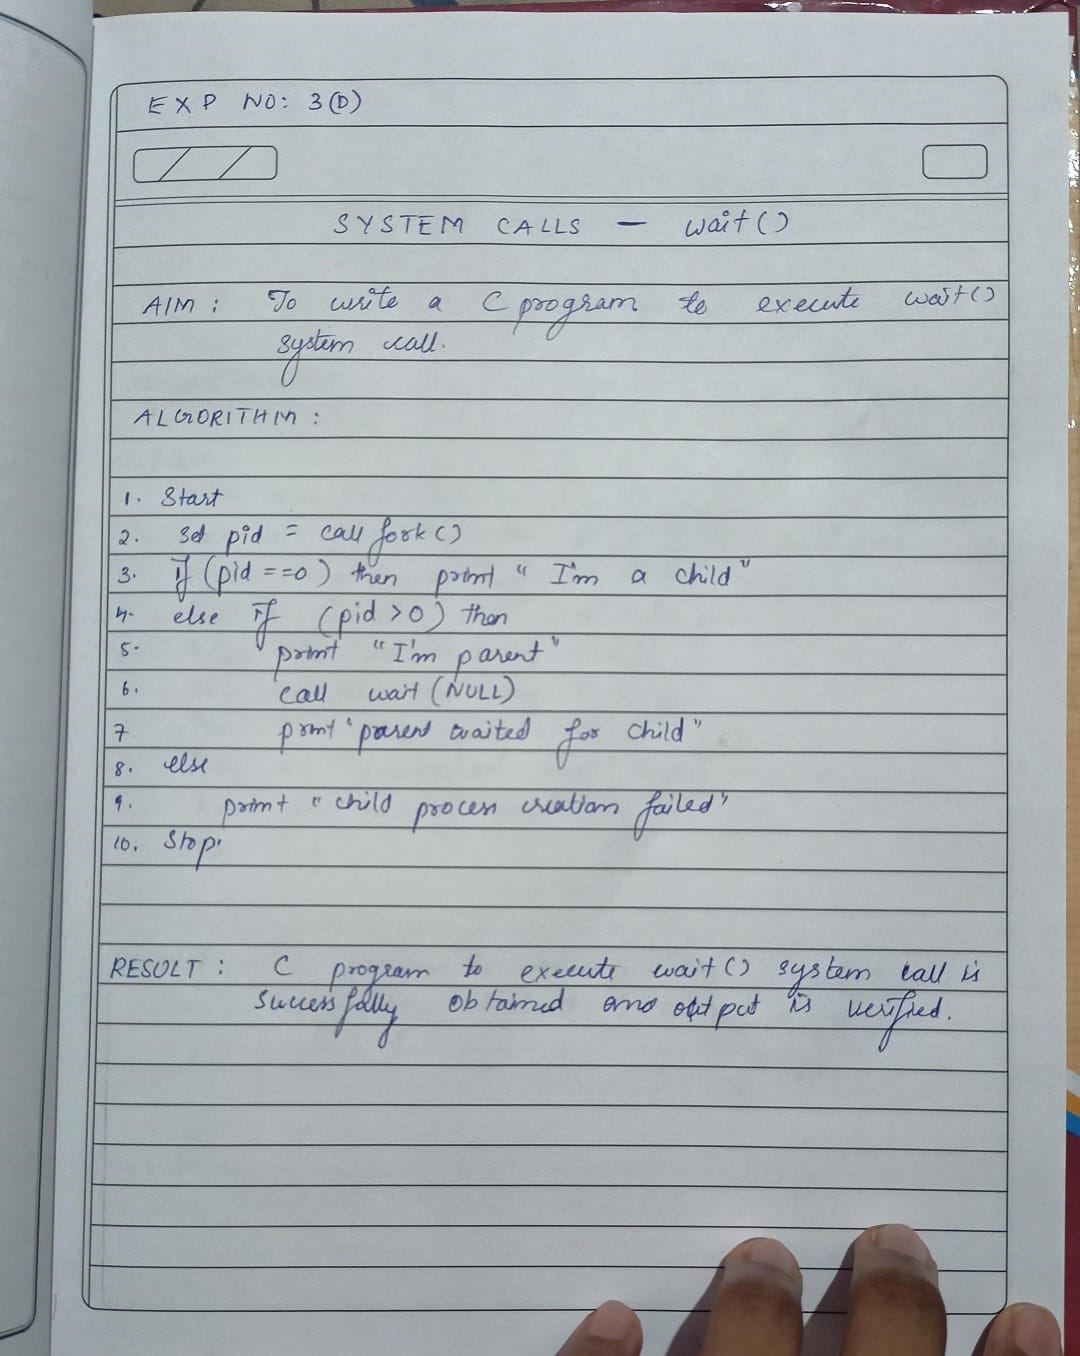 EXP NO: 3(D)
SYSTEM CALLS - wait()
AIM : To write a C program to execute wait()
system call.
ALGORITHM :
1. Start
2. set pid = call fork()
3. if (pid ==0) then print " I'm a child"
4. else if (pid >0) then
5. print "I'm parent"
6. call wait (NULL)
7 print "parent waited for child"
8. else
9. print "child process creation failed"
10. Stop.
RESULT : C program to execute wait() system call is
successfully obtained and output is verified.